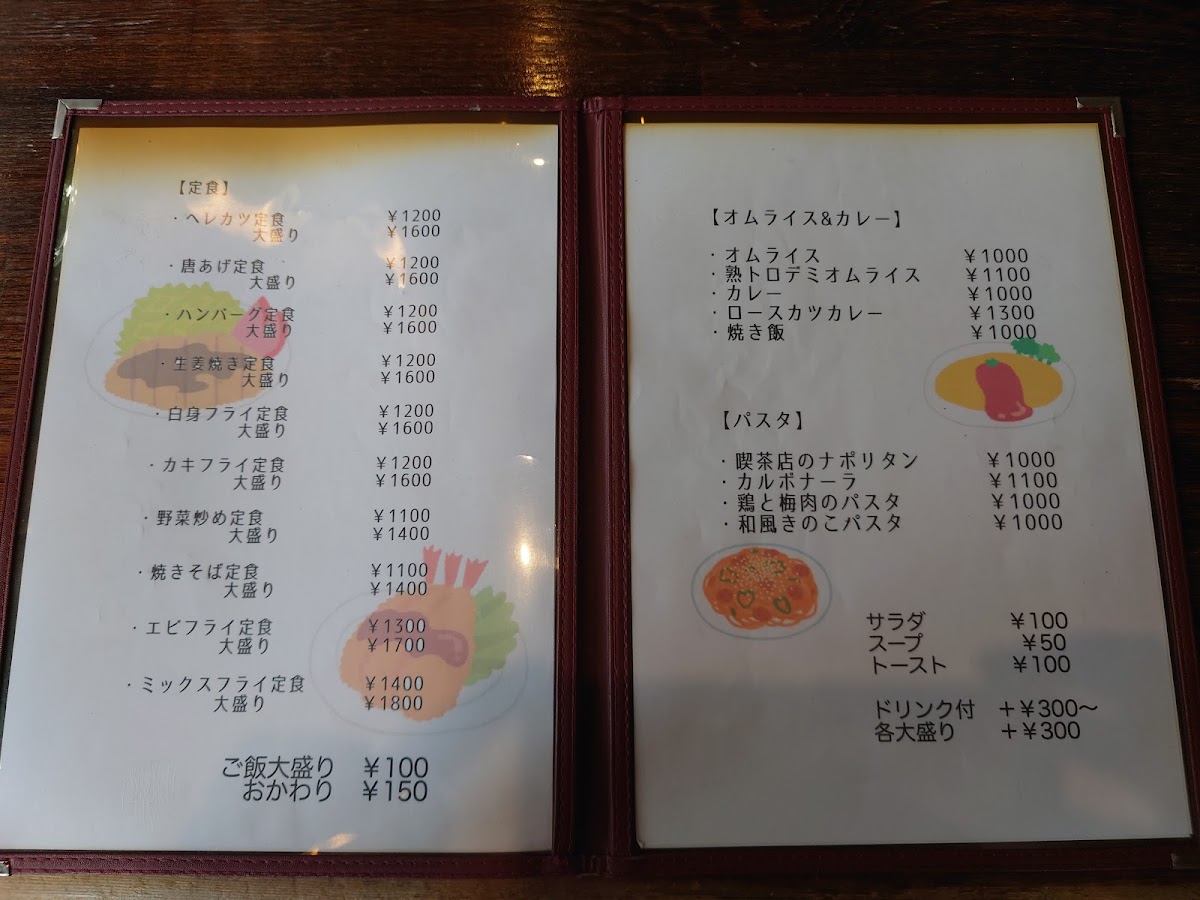 【定食】
・ヘレカツ定食 ¥1200
大盛り ¥1600
・唐あげ定食 ¥1200
大盛り ¥1600
・ハンバーグ定食 ¥1200
大盛り ¥1600
・生姜焼き定食 ¥1200
大盛り ¥1600
・白身フライ定食 ¥1200
大盛り ¥1600
・カキフライ定食 ¥1200
大盛り ¥1600
・野菜炒め定食 ¥1100
大盛り ¥1400
・焼きそば定食 ¥1100
大盛り ¥1400
・エビフライ定食 ¥1300
大盛り ¥1700
・ミックスフライ定食 ¥1400
大盛り ¥1800
ご飯大盛り ¥100
おかわり ¥150
【オムライス&カレー】
・オムライス ¥1000
・熟トロデミオムライス ¥1100
・カレー ¥1000
・ロースカツカレー ¥1300
・焼き飯 ¥1000
【パスタ】
・喫茶店のナポリタン ¥1000
・カルボナーラ ¥1100
・鶏と梅肉のパスタ ¥1000
・和風きのこパスタ ¥1000
サラダ ¥100
スープ ¥50
トースト ¥100
ドリンク付 +¥300〜
各大盛り +¥300